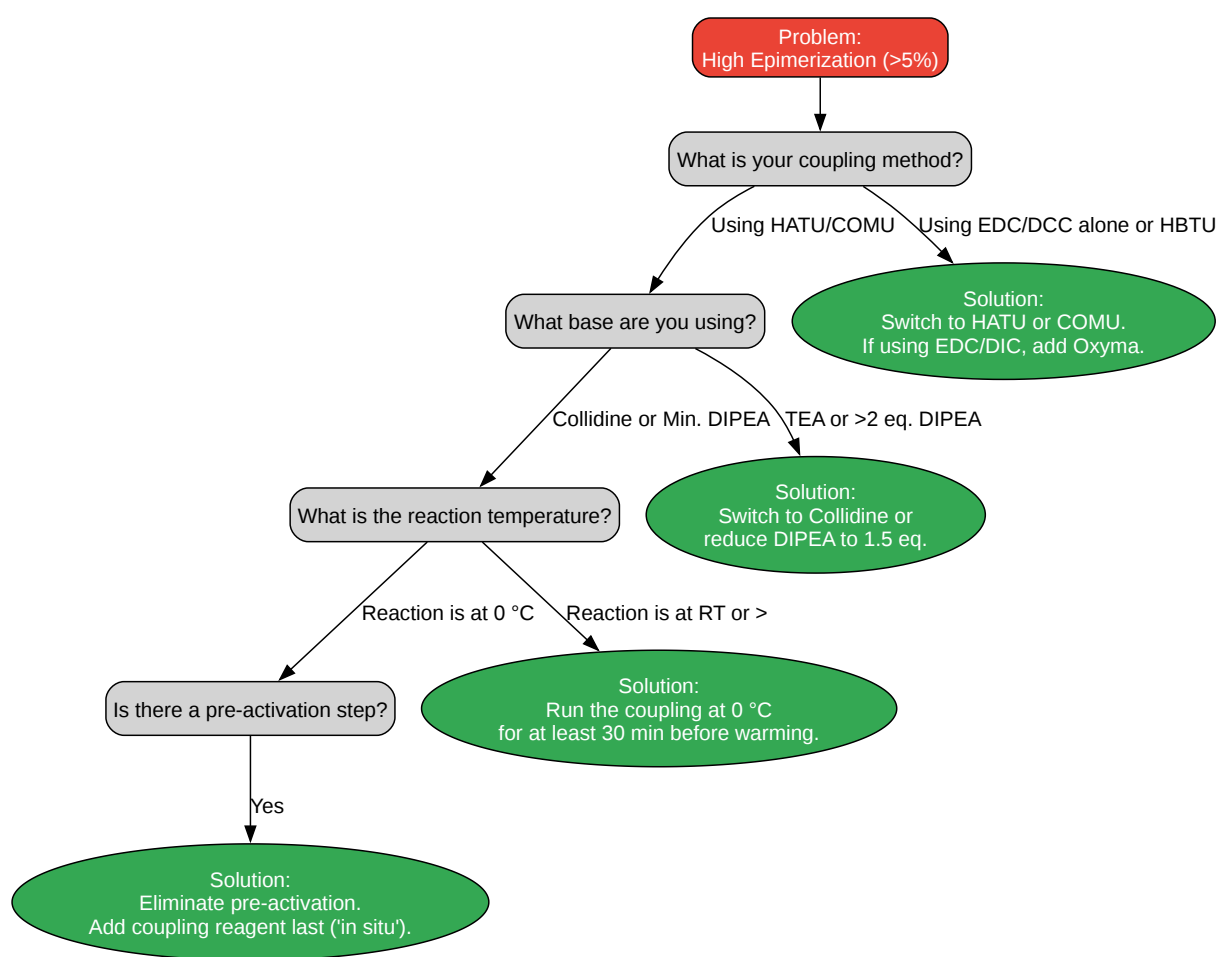 Problem:
High Epimerization (>5%)
What is your coupling method?
Using HATU/COMU
Using EDC/DCC alone or HBTU
What base are you using?
Solution:
Switch to HATU or COMU.
If using EDC/DIC, add Oxyma.
Collidine or Min. DIPEA
TEA or >2 eq. DIPEA
What is the reaction temperature?
Solution:
Switch to Collidine or
reduce DIPEA to 1.5 eq.
Reaction is at 0 °C
Reaction is at RT or >
Is there a pre-activation step?
Solution:
Run the coupling at 0 °C
for at least 30 min before warming.
Yes
Solution:
Eliminate pre-activation.
Add coupling reagent last ('in situ').